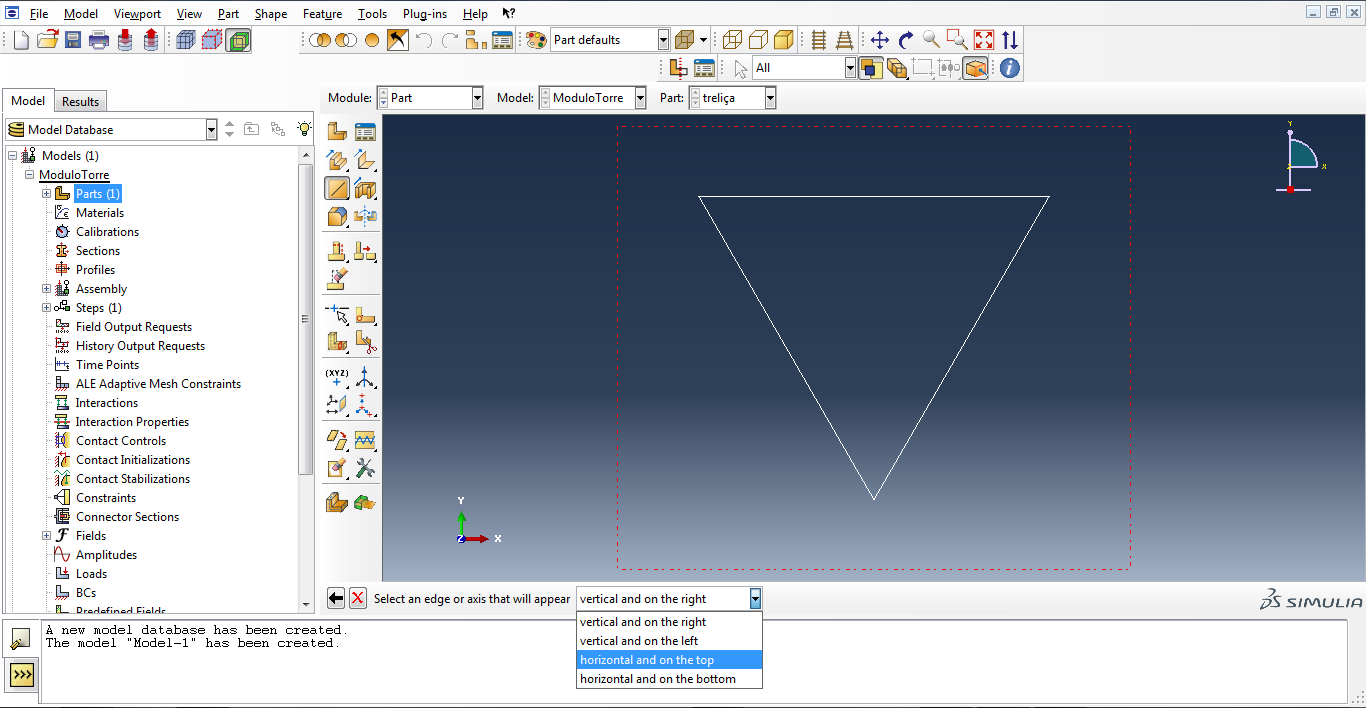 File Model Viewport View Part Shape Feature Tools Plug-ins Help
Part defaults
All
Model Results
Module: Part Model: ModuloTorre Part: treliça
Model Database
Models (1)
ModuloTorre
Parts (1)
Materials
Calibrations
Sections
Profiles
Assembly
Steps (1)
Field Output Requests
History Output Requests
Time Points
ALE Adaptive Mesh Constraints
Interactions
Interaction Properties
Contact Controls
Contact Initializations
Contact Stabilizations
Constraints
Connector Sections
Fields
Amplitudes
Loads
BCs
Predefined Fields
(XYZ)
Y
X
Z
Y
X
Select an edge or axis that will appear vertical and on the right
vertical and on the right
vertical and on the left
horizontal and on the top
horizontal and on the bottom
SIMULIA
A new model database has been created.
The model "Model-1" has been created.
>>>